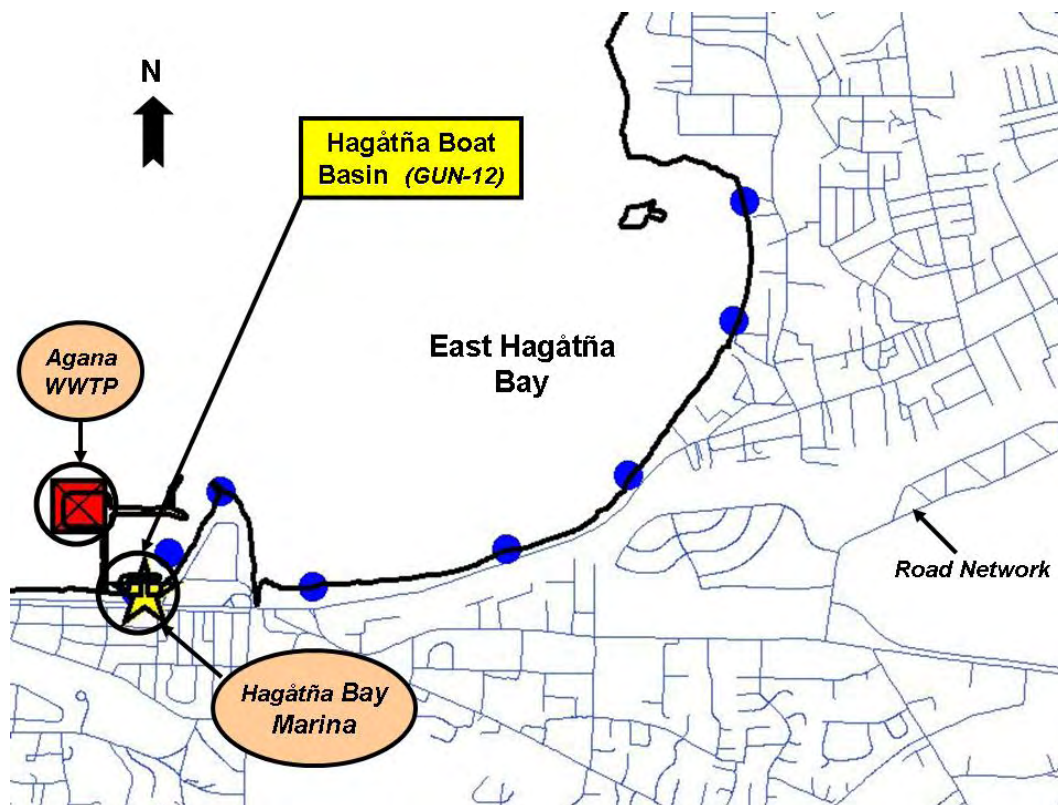 N
Hagåtña Boat
Basin (GUN-12)
Agana
WWTP
East Hagåtña
Bay
Road Network
Hagåtña Bay
Marina